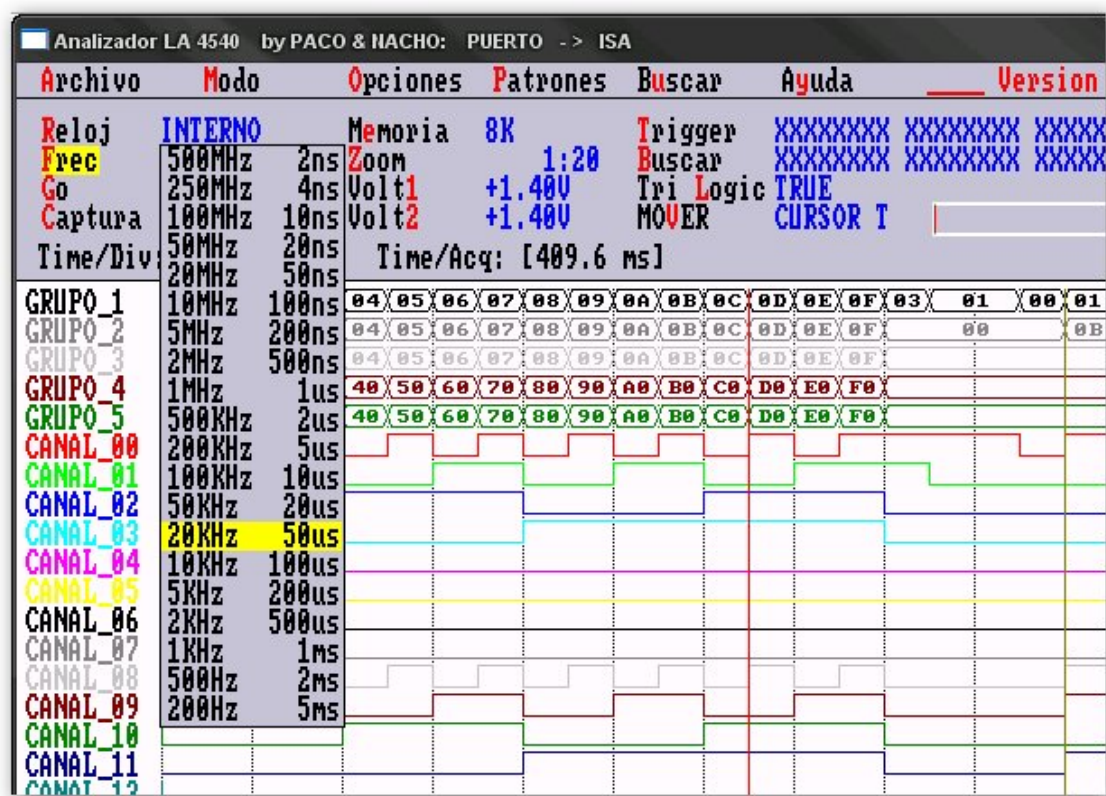 Analizador LA 4540 by PACO & NACHO: PUERTO -> ISA
Archivo Modo Opciones Patrones Buscar Ayuda ____ Version
Reloj INTERNO Memoria 8K Trigger XXXXXXXX XXXXXXXX XXXXX
Frec 500MHz 2ns Zoom 1:20 Buscar XXXXXXXX XXXXXXXX XXXXX
Go 250MHz 4ns Volt1 +1.40V Tri Logic TRUE
Captura 100MHz 10ns Volt2 +1.40V MOVER CURSOR T
Time/Div: 50MHz 20ns Time/Acq: [409.6 ms]
20MHz 50ns
GRUPO_1 10MHz 100ns 04 05 06 07 08 09 0A 0B 0C 0D 0E 0F 03 01 00 01
GRUPO_2 5MHz 200ns 04 05 06 07 08 09 0A 0B 0C 0D 0E 0F 00 0B
GRUPO_3 2MHz 500ns 04 05 06 07 08 09 0A 0B 0C 0D 0E 0F
GRUPO_4 1MHz 1us 40 50 60 70 80 90 A0 B0 C0 D0 E0 F0
GRUPO_5 500KHz 2us 40 50 60 70 80 90 A0 B0 C0 D0 E0 F0
CANAL_00 200KHz 5us
CANAL_01 100KHz 10us
CANAL_02 50KHz 20us
CANAL_03 20KHz 50us
CANAL_04 10KHz 100us
CANAL_05 5KHz 200us
CANAL_06 2KHz 500us
CANAL_07 1KHz 1ms
CANAL_08 500Hz 2ms
CANAL_09 200Hz 5ms
CANAL_10
CANAL_11
CANAL_12